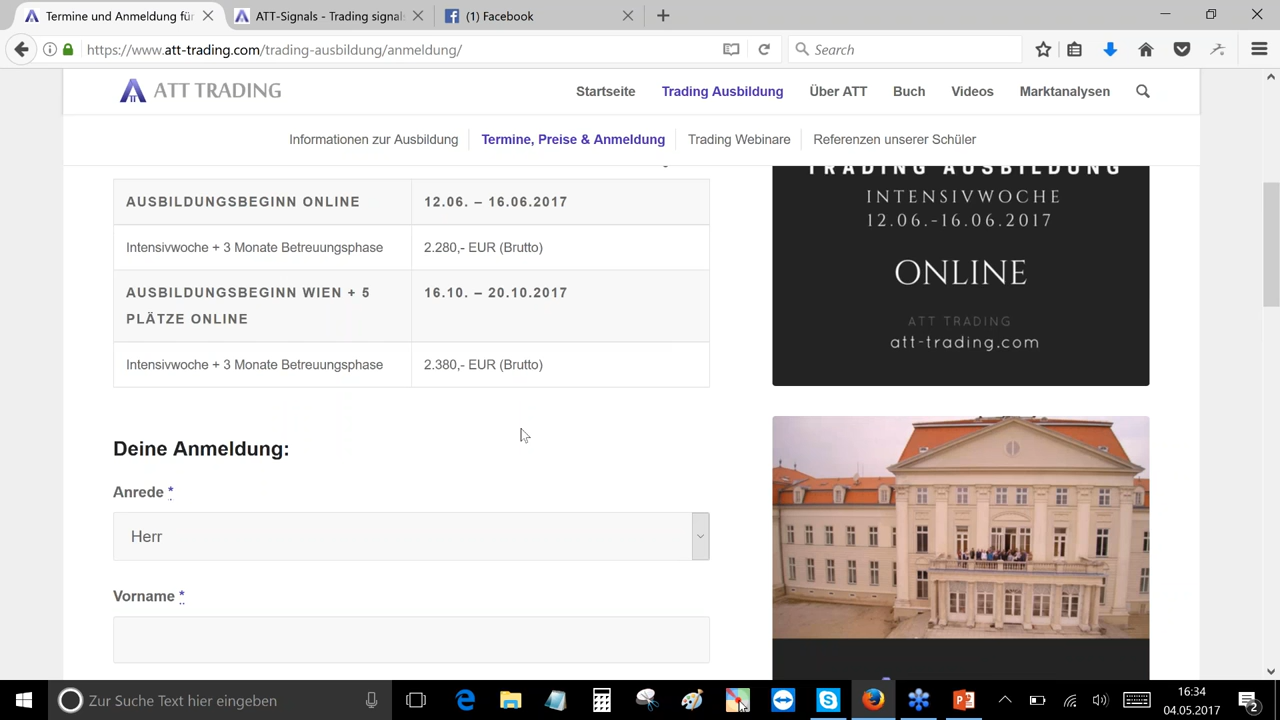 Termine und Anmeldung für
ATT-Signals - Trading signal
(1) Facebook
https://www.att-trading.com/trading-ausbildung/anmeldung/
Search
ATT TRADING
Startseite
Trading Ausbildung
Über ATT
Buch
Videos
Marktanalysen
Informationen zur Ausbildung
Termine, Preise & Anmeldung
Trading Webinare
Referenzen unserer Schüler
AUSBILDUNGSBEGINN ONLINE
12.06. – 16.06.2017
Intensivwoche + 3 Monate Betreuungsphase
2.280,- EUR (Brutto)
AUSBILDUNGSBEGINN WIEN + 5
PLÄTZE ONLINE
16.10. – 20.10.2017
Intensivwoche + 3 Monate Betreuungsphase
2.380,- EUR (Brutto)
TRADING AUSBILDUNG
INTENSIVWOCHE
12.06.-16.06.2017
ONLINE
ATT TRADING
att-trading.com
Deine Anmeldung:
Anrede *
Herr
Vorname *
Zur Suche Text hier eingeben
16:34
04.05.2017
2